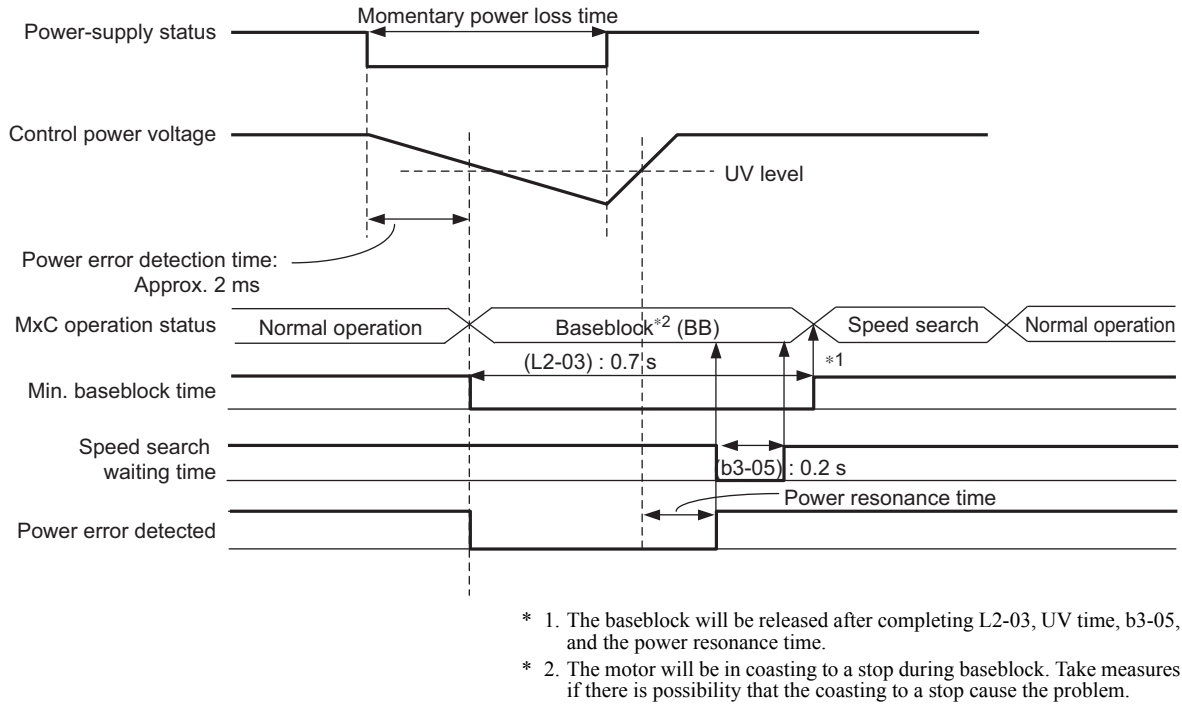 Momentary power loss time
Power-supply status
Control power voltage
UV level
Power error detection time:
Approx. 2 ms
MxC operation status
Normal operation
Baseblock*2 (BB)
Speed search
Normal operation
(L2-03) : 0.7 s
*1
Min. baseblock time
Speed search
waiting time
(b3-05) : 0.2 s
Power resonance time
Power error detected
* 1. The baseblock will be released after completing L2-03, UV time, b3-05,
and the power resonance time.
* 2. The motor will be in coasting to a stop during baseblock. Take measures
if there is possibility that the coasting to a stop cause the problem.